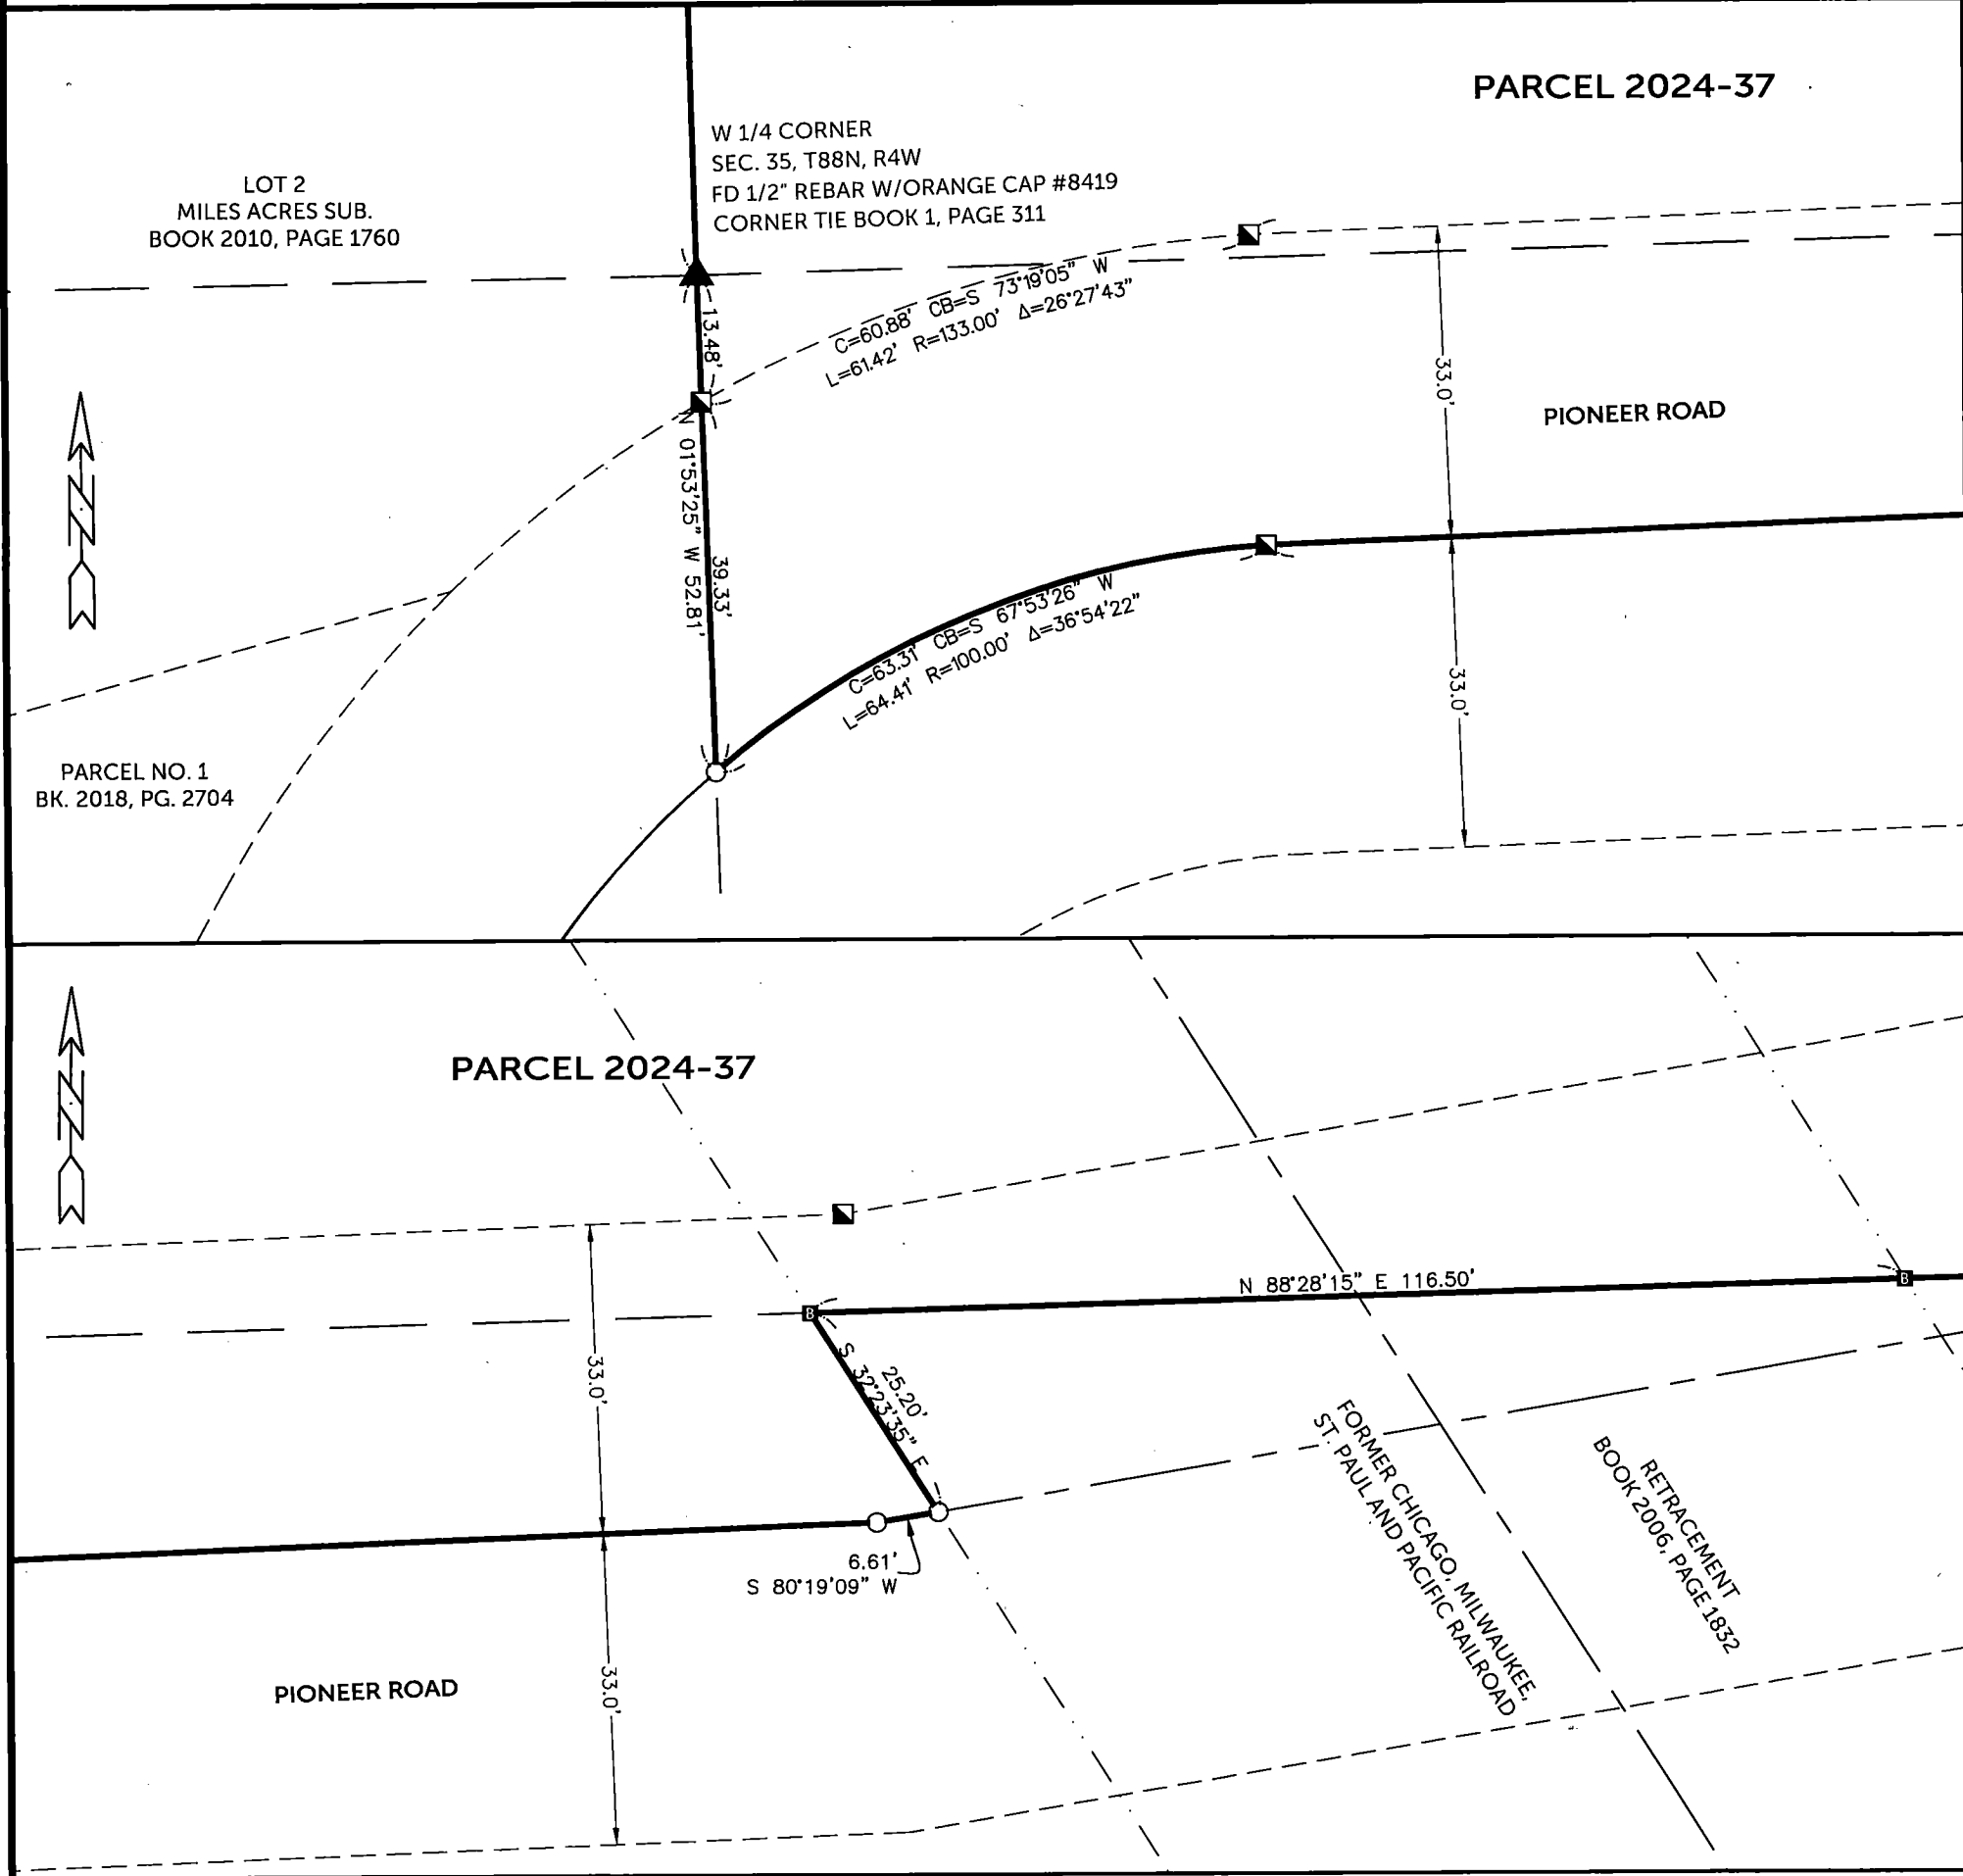 PARCEL 2024-37
W 1/4 CORNER
SEC. 35, T88N, R4W
FD 1/2" REBAR W/ORANGE CAP #8419
CORNER TIE BOOK 1, PAGE 311
LOT 2
MILES ACRES SUB.
BOOK 2010, PAGE 1760
13.48'
C=60.88' CB=S 73°19'05" W
L=61.42' R=133.00' Δ=26°27'43"
33.0'
PIONEER ROAD
N
N 01°53'25" W 52.81'
39.33'
C=63.31' CB=S 67°53'26" W
L=64.41' R=100.00' Δ=36°54'22"
33.0'
PARCEL NO. 1
BK. 2018, PG. 2704
PARCEL 2024-37
N
N 88°28'15" E 116.50'
B
B
33.0'
25.20'
S 32°23'35" E
6.61'
S 80°19'09" W
FORMER CHICAGO, MILWAUKEE,
ST. PAUL AND PACIFIC RAILROAD
RETRACEMENT
BOOK 2006, PAGE 1832
PIONEER ROAD
33.0'